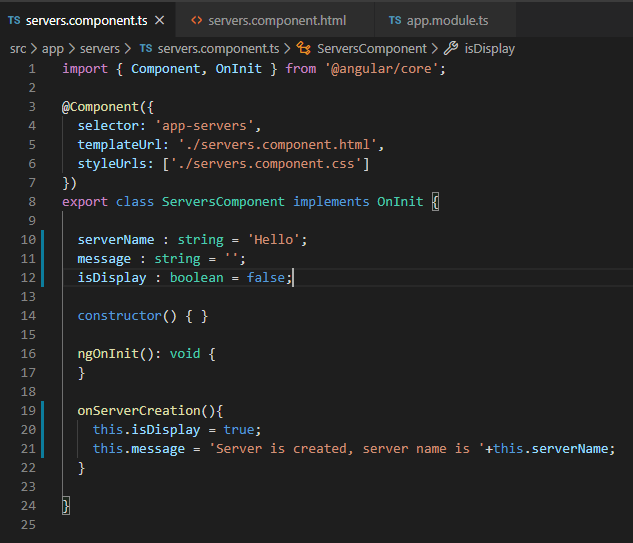 TS servers.component.ts × <> servers.component.html TS app.module.ts
src > app > servers > TS servers.component.ts > ServersComponent > isDisplay
1 import { Component, OnInit } from '@angular/core';
2
3 @Component({
4   selector: 'app-servers',
5   templateUrl: './servers.component.html',
6   styleUrls: ['./servers.component.css']
7 })
8 export class ServersComponent implements OnInit {
9
10   serverName : string = 'Hello';
11   message : string = '';
12   isDisplay : boolean = false;
13
14   constructor() { }
15
16   ngOnInit(): void {
17   }
18
19   onServerCreation(){
20     this.isDisplay = true;
21     this.message = 'Server is created, server name is '+this.serverName;
22   }
23
24 }
25